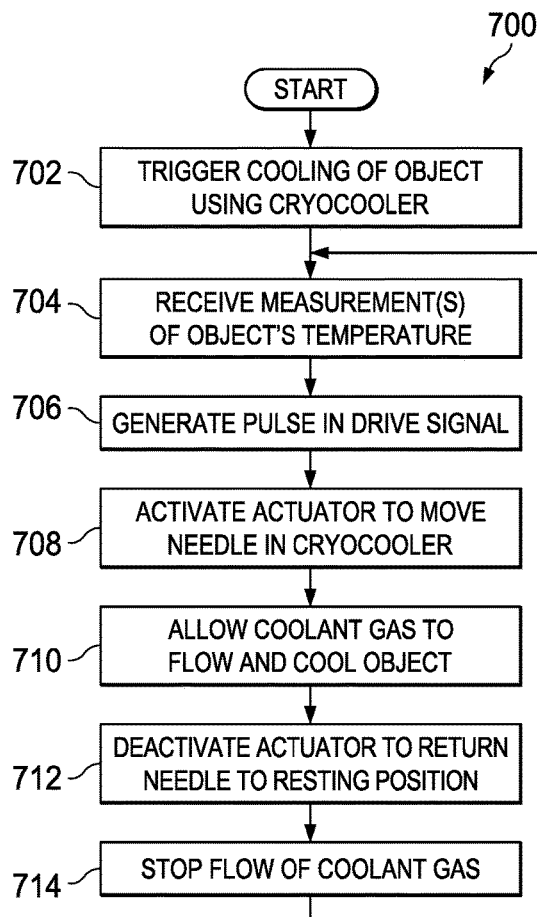 700
START
702
TRIGGER COOLING OF OBJECT
USING CRYOCOOLER
704
RECEIVE MEASUREMENT(S)
OF OBJECT'S TEMPERATURE
706
GENERATE PULSE IN DRIVE SIGNAL
708
ACTIVATE ACTUATOR TO MOVE
NEEDLE IN CRYOCOOLER
710
ALLOW COOLANT GAS TO
FLOW AND COOL OBJECT
712
DEACTIVATE ACTUATOR TO RETURN
NEEDLE TO RESTING POSITION
714
STOP FLOW OF COOLANT GAS